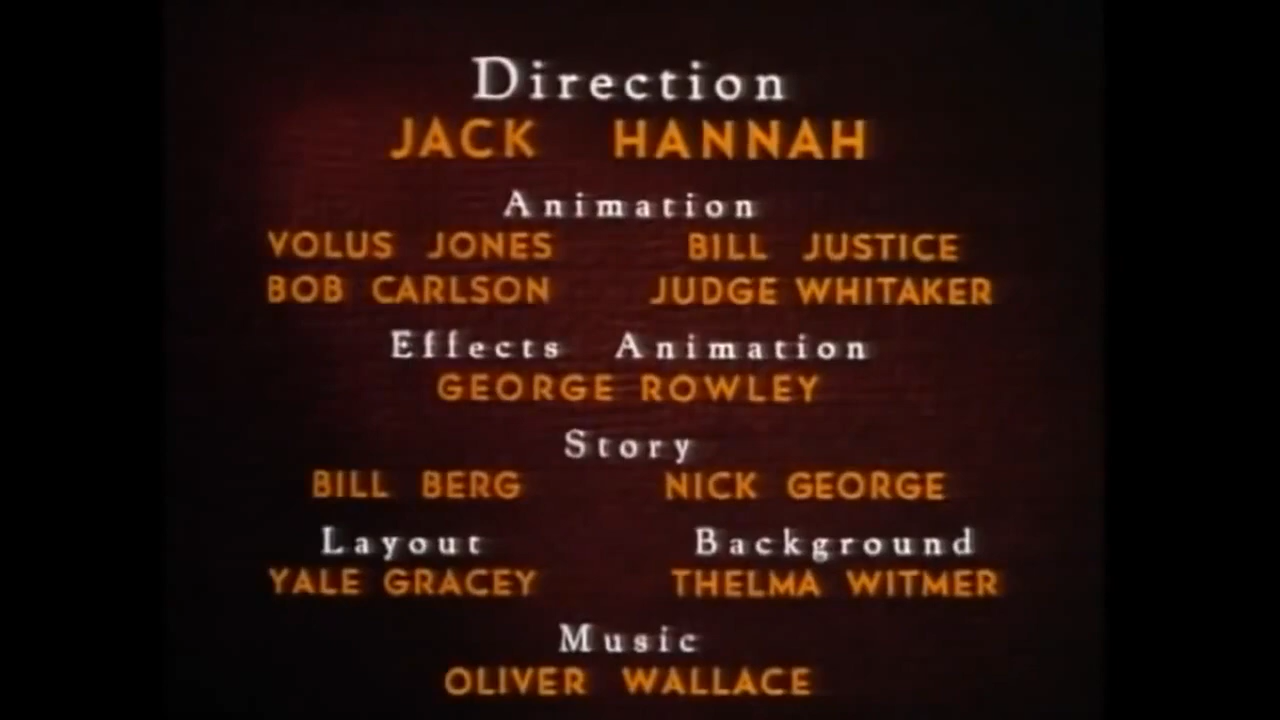 Direction
JACK HANNAH
Animation
VOLUS JONES BILL JUSTICE
BOB CARLSON JUDGE WHITAKER
Effects Animation
GEORGE ROWLEY
Story
BILL BERG NICK GEORGE
Layout Background
YALE GRACEY THELMA WITMER
Music
OLIVER WALLACE